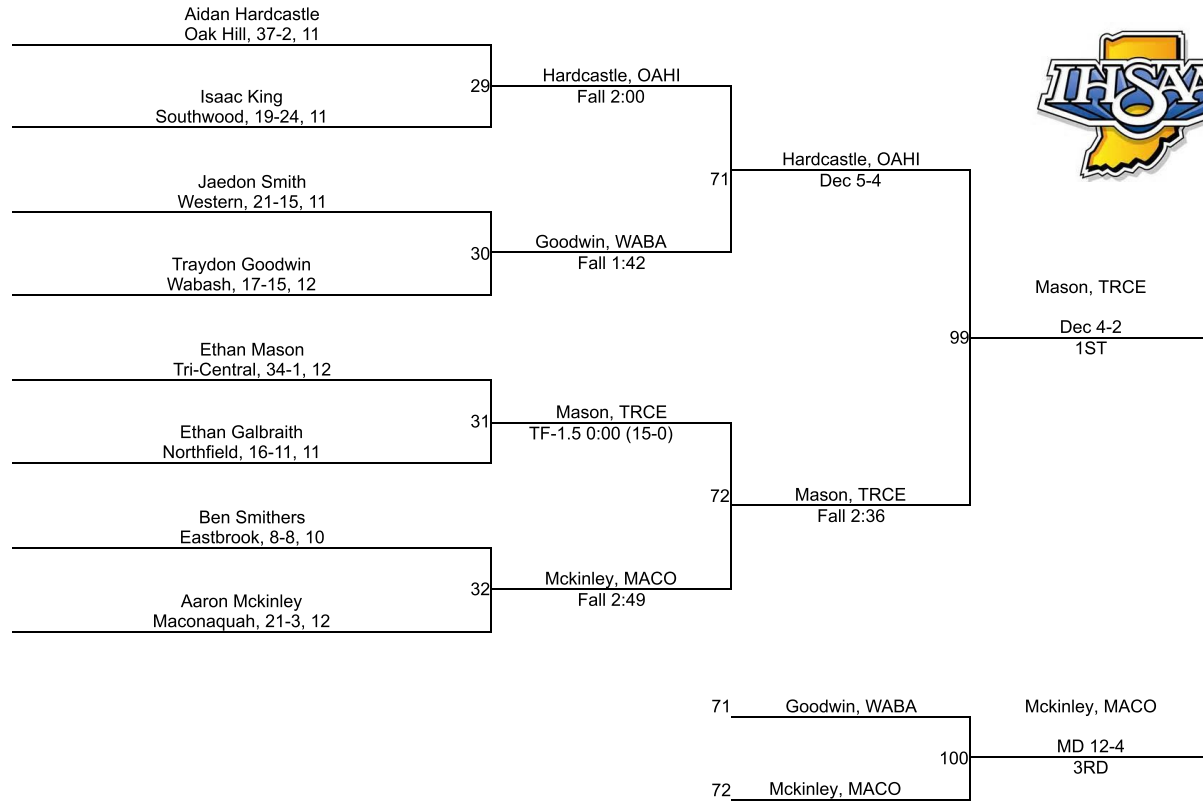 Aidan Hardcastle
Oak Hill, 37-2, 11
29
Hardcastle, OAHI
Fall 2:00
Isaac King
Southwood, 19-24, 11
71
Hardcastle, OAHI
Dec 5-4
Jaedon Smith
Western, 21-15, 11
30
Goodwin, WABA
Fall 1:42
Traydon Goodwin
Wabash, 17-15, 12
99
Mason, TRCE
Dec 4-2
1ST
Ethan Mason
Tri-Central, 34-1, 12
31
Mason, TRCE
TF-1.5 0:00 (15-0)
Ethan Galbraith
Northfield, 16-11, 11
72
Mason, TRCE
Fall 2:36
Ben Smithers
Eastbrook, 8-8, 10
32
Mckinley, MACO
Fall 2:49
Aaron Mckinley
Maconaquah, 21-3, 12
71
Goodwin, WABA
100
Mckinley, MACO
MD 12-4
3RD
72
Mckinley, MACO
IHSAA